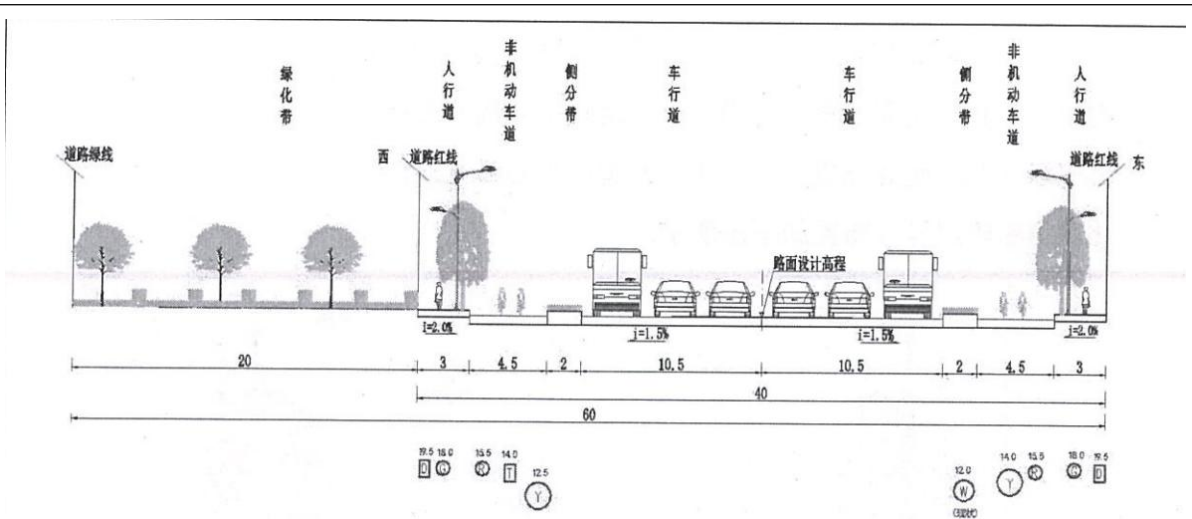 绿化带
人行道
非机动车道
侧分带
车行道
车行道
侧分带
非机动车道
人行道
道路绿线
西
道路红线
道路红线
东
路面设计高程
i=2.0%
i=1.5%
i=1.5%
i=2.0%
20
3
4.5
2
10.5
10.5
2
4.5
3
40
60
19.5
18.0
15.5
14.0
12.5
12.0
14.0
15.5
18.0
19.5
D
G
R
T
Y
W
Y
R
G
D